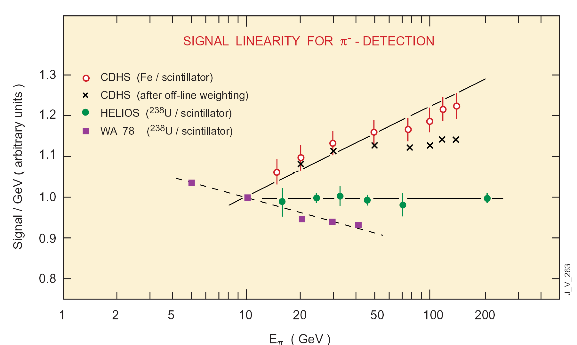 SIGNAL LINEARITY FOR π⁻ - DETECTION
CDHS (Fe / scintillator)
CDHS (after off-line weighting)
HELIOS (²³⁸U / scintillator)
WA 78 (²³⁸U / scintillator)
Signal / GeV ( arbitrary units )
1.3
1.2
1.1
1.0
0.9
0.8
1 2 5 10 20 50 100 200
Eπ ( GeV )
J_V_263